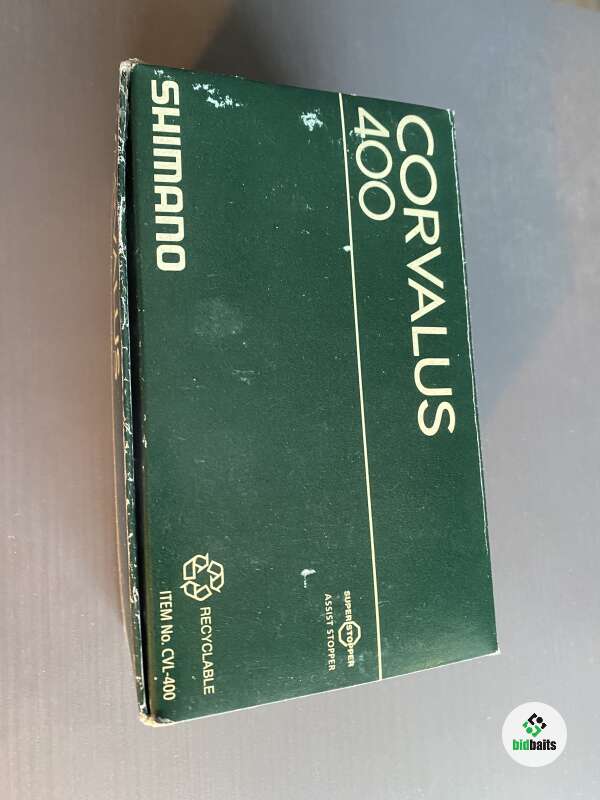 CORVALUS
400
SUPER STOPPER
ASSIST STOPPER
SHIMANO
RECYCLABLE
ITEM No. CVL-400
bidbaits